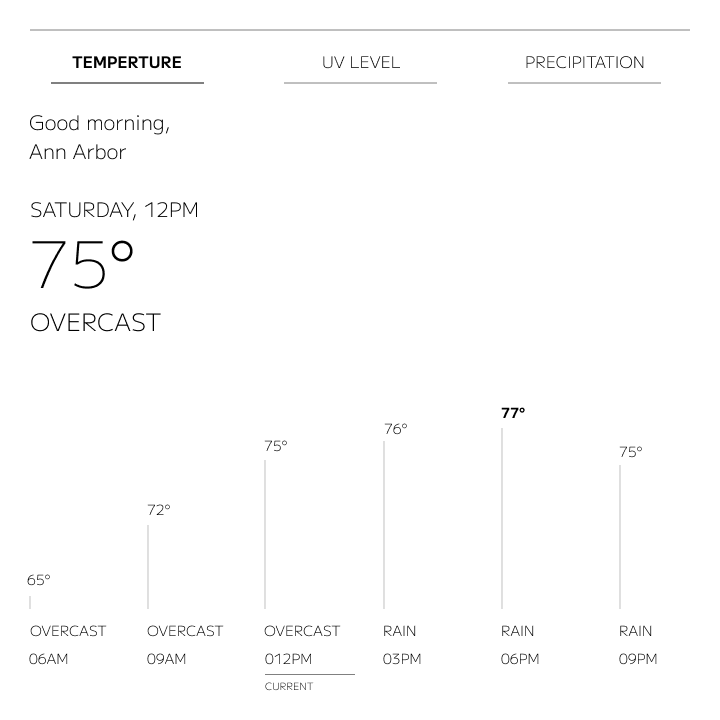 TEMPERTURE UV LEVEL PRECIPITATION
Good morning,
Ann Arbor
SATURDAY, 12PM
75°
OVERCAST
77°
76°
75° 75°
72°
65°
OVERCAST OVERCAST OVERCAST RAIN RAIN RAIN
06AM 09AM 012PM 03PM 06PM 09PM
CURRENT